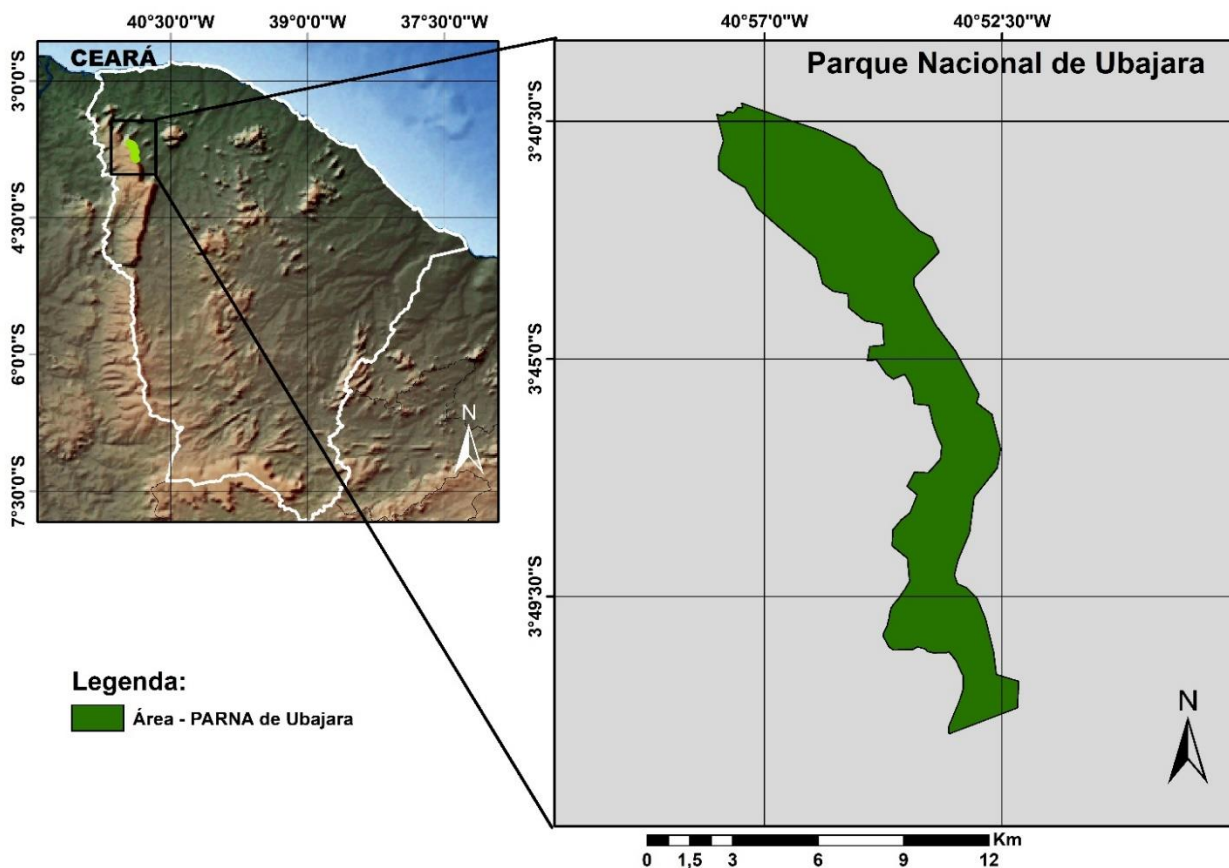 40°30'0"W 39°0'0"W 37°30'0"W
CEARÁ
3°0'0"S
4°30'0"S
6°0'0"S
7°30'0"S
N
40°57'0"W 40°52'30"W
Parque Nacional de Ubajara
3°40'30"S
3°45'0"S
3°49'30"S
N
Legenda:
Área - PARNA de Ubajara
Km
0 1,5 3 6 9 12